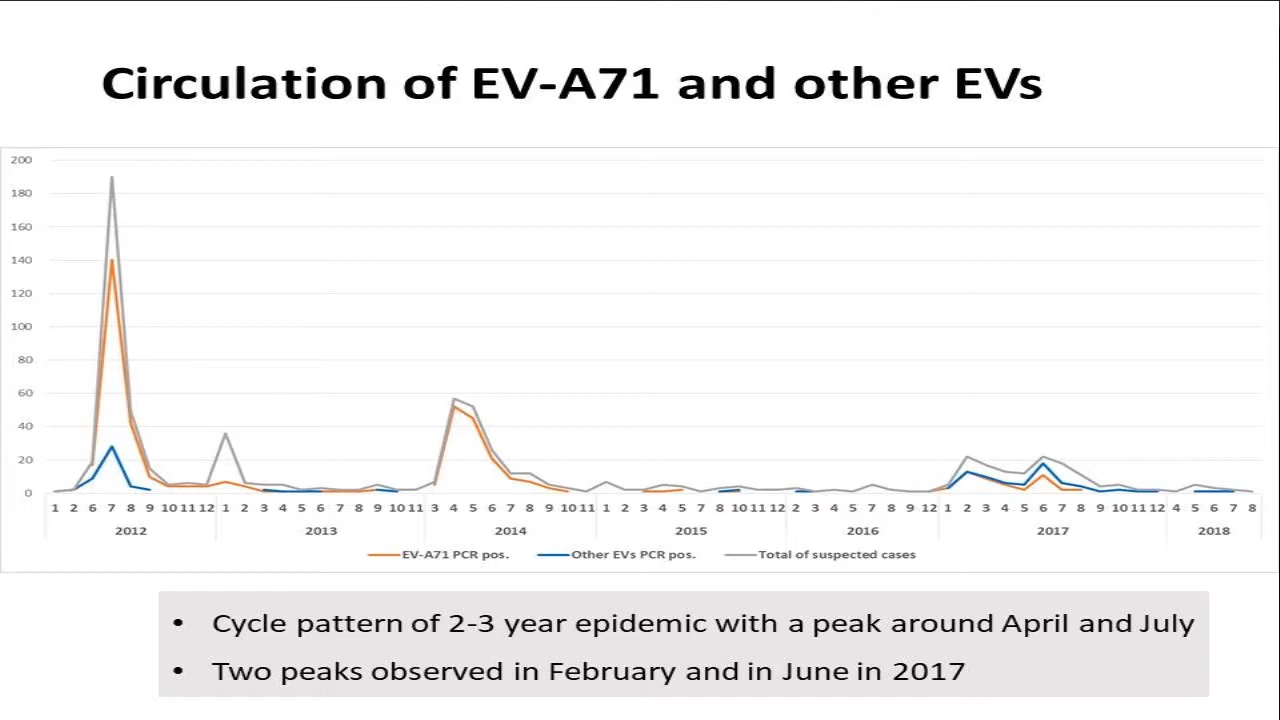 Circulation of EV-A71 and other EVs
200
180
160
140
120
100
80
60
40
20
0
1 2 6 7 8 9 10 11 12 1 2 3 4 5 6 7 8 9 10 11 3 4 5 6 7 8 9 10 11 1 2 3 4 5 7 8 10 11 12 2 3 4 5 7 8 9 11 12 1 2 3 4 5 6 7 8 9 10 11 12 4 5 6 7 8
2012 2013 2014 2015 2016 2017 2018
EV-A71 PCR pos. Other EVs PCR pos. Total of suspected cases
• Cycle pattern of 2-3 year epidemic with a peak around April and July
• Two peaks observed in February and in June in 2017